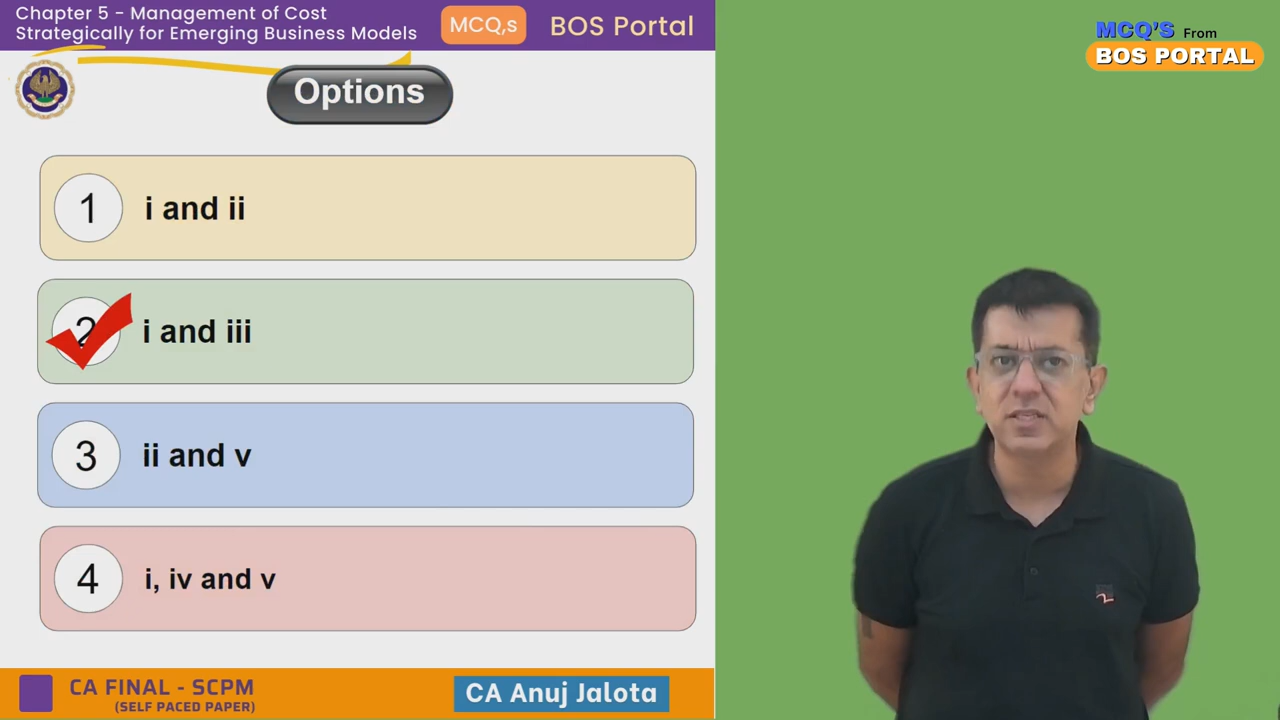 Chapter 5 - Management of Cost
Strategically for Emerging Business Models
MCQ,s
BOS Portal
MCQ'S From
BOS PORTAL
Options
1 i and ii
2 i and iii
3 ii and v
4 i, iv and v
CA FINAL - SCPM
(SELF PACED PAPER)
CA Anuj Jalota